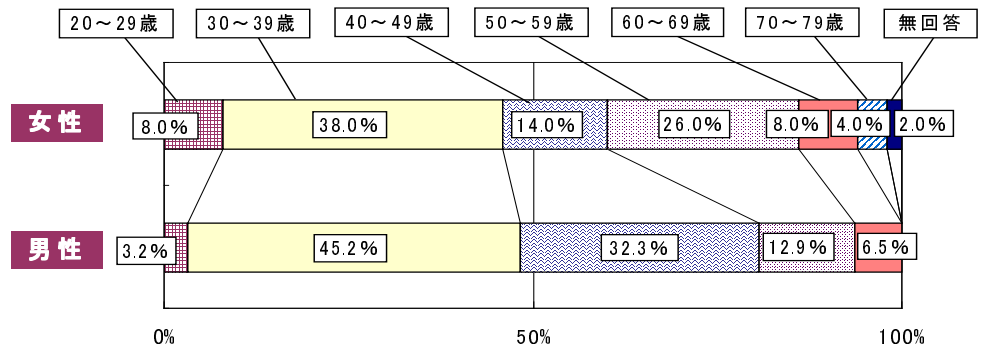 20～29歳 30～39歳 40～49歳 50～59歳 60～69歳 70～79歳 無回答
女性 8.0% 38.0% 14.0% 26.0% 8.0% 4.0% 2.0%
男性 3.2% 45.2% 32.3% 12.9% 6.5%
0% 50% 100%